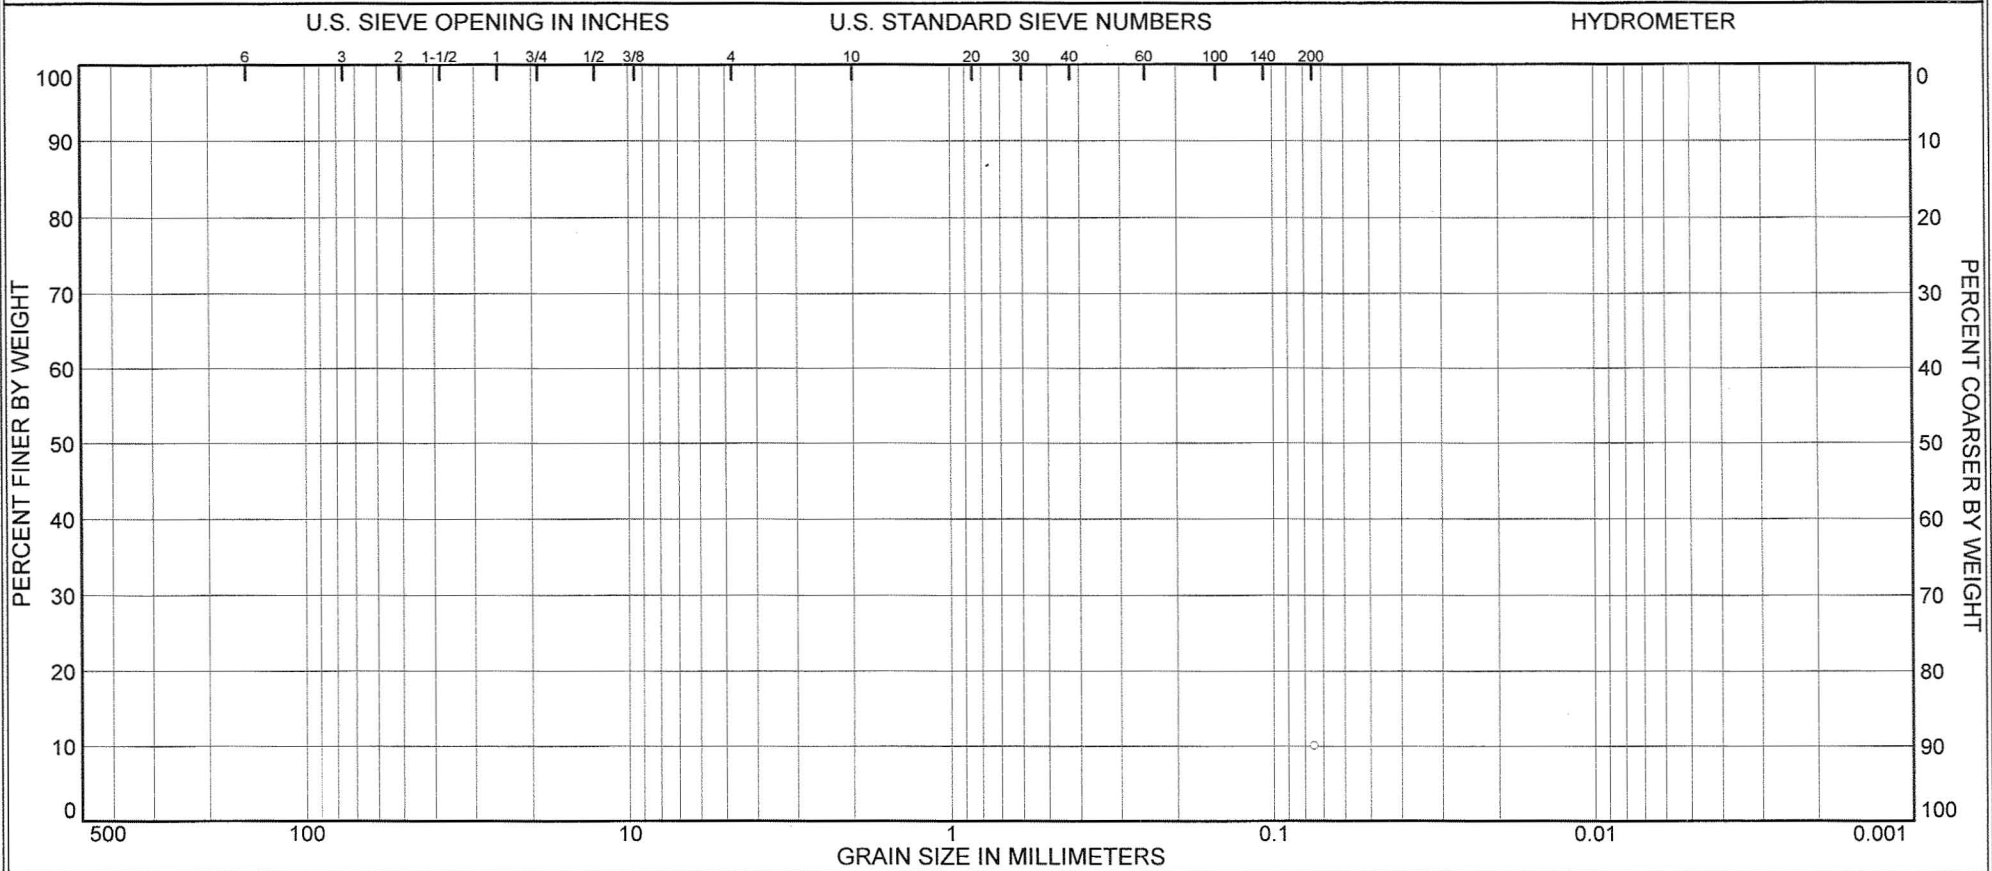 U.S. SIEVE OPENING IN INCHES U.S. STANDARD SIEVE NUMBERS HYDROMETER
6 3 2 1-1/2 1 3/4 1/2 3/8 4 10 20 30 40 60 100 140 200
100 0
90 10
80 20
70 30
60 40
50 50
40 60
30 70
20 80
10 90
0 100
PERCENT FINER BY WEIGHT
PERCENT COARSER BY WEIGHT
500 100 10 1 0.1 0.01 0.001
GRAIN SIZE IN MILLIMETERS